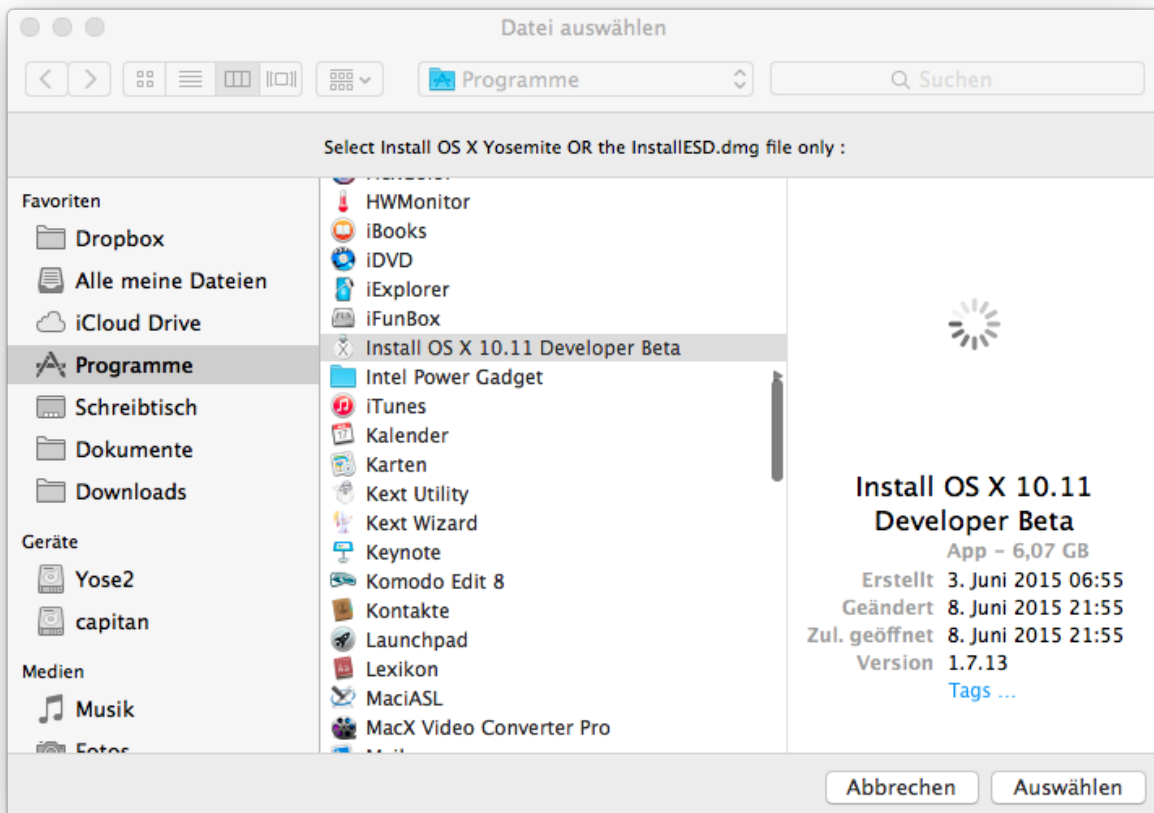 Datei auswählen
Programme
Suchen
Select Install OS X Yosemite OR the InstallESD.dmg file only :
Favoriten
Dropbox
Alle meine Dateien
iCloud Drive
Programme
Schreibtisch
Dokumente
Downloads
Geräte
Yose2
capitan
Medien
Musik
Fotos
HWMonitor
iBooks
iDVD
iExplorer
iFunBox
Install OS X 10.11 Developer Beta
Intel Power Gadget
iTunes
Kalender
Karten
Kext Utility
Kext Wizard
Keynote
Komodo Edit 8
Kontakte
Launchpad
Lexikon
MaciASL
MacX Video Converter Pro
Install OS X 10.11
Developer Beta
App – 6,07 GB
Erstellt 3. Juni 2015 06:55
Geändert 8. Juni 2015 21:55
Zul. geöffnet 8. Juni 2015 21:55
Version 1.7.13
Tags ...
Abbrechen
Auswählen